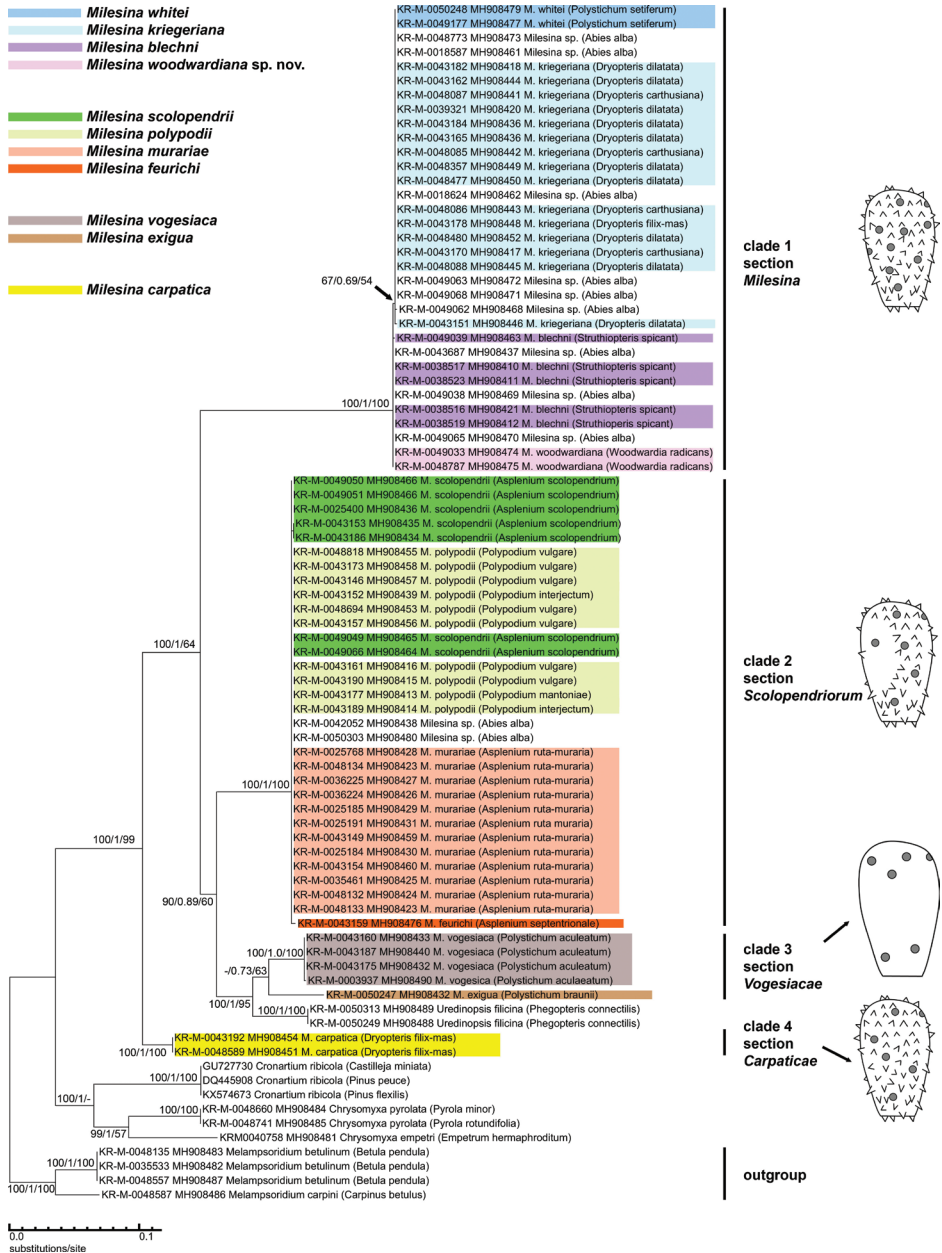 Milesina whitei
Milesina kriegeriana
Milesina blechni
Milesina woodwardiana sp. nov.
Milesina scolopendrii
Milesina polypodii
Milesina murariae
Milesina feurichi
Milesina vogesiaca
Milesina exigua
Milesina carpatica
KR-M-0050248 MH908479 M. whitei (Polystichum setiferum)
KR-M-0049177 MH908477 M. whitei (Polystichum setiferum)
KR-M-0048773 MH908473 Milesina sp. (Abies alba)
KR-M-0018587 MH908461 Milesina sp. (Abies alba)
KR-M-0043182 MH908418 M. kriegeriana (Dryopteris dilatata)
KR-M-0043162 MH908444 M. kriegeriana (Dryopteris dilatata)
KR-M-0048087 MH908441 M. kriegeriana (Dryopteris carthusiana)
KR-M-0039321 MH908420 M. kriegeriana (Dryopteris dilatata)
KR-M-0043184 MH908436 M. kriegeriana (Dryopteris dilatata)
KR-M-0043165 MH908436 M. kriegeriana (Dryopteris dilatata)
KR-M-0048085 MH908442 M. kriegeriana (Dryopteris carthusiana)
KR-M-0048357 MH908449 M. kriegeriana (Dryopteris dilatata)
KR-M-0048477 MH908450 M. kriegeriana (Dryopteris dilatata)
KR-M-0018624 MH908462 Milesina sp. (Abies alba)
KR-M-0048086 MH908443 M. kriegeriana (Dryopteris carthusiana)
KR-M-0043178 MH908448 M. kriegeriana (Dryopteris filix-mas)
KR-M-0048480 MH908452 M. kriegeriana (Dryopteris dilatata)
KR-M-0043170 MH908417 M. kriegeriana (Dryopteris carthusiana)
KR-M-0048088 MH908445 M. kriegeriana (Dryopteris dilatata)
KR-M-0049063 MH908472 Milesina sp. (Abies alba)
KR-M-0049068 MH908471 Milesina sp. (Abies alba)
KR-M-0049062 MH908468 Milesina sp. (Abies alba)
KR-M-0043151 MH908446 M. kriegeriana (Dryopteris dilatata)
KR-M-0049039 MH908463 M. blechni (Struthiopteris spicant)
KR-M-0043687 MH908437 Milesina sp. (Abies alba)
KR-M-0038517 MH908410 M. blechni (Struthiopteris spicant)
KR-M-0038523 MH908411 M. blechni (Struthiopteris spicant)
KR-M-0049038 MH908469 Milesina sp. (Abies alba)
KR-M-0038516 MH908421 M. blechni (Struthiopteris spicant)
KR-M-0038519 MH908412 M. blechni (Struthioperis spicant)
KR-M-0049065 MH908470 Milesina sp. (Abies alba)
KR-M-0049033 MH908474 M. woodwardiana (Woodwardia radicans)
KR-M-0048787 MH908475 M. woodwardiana (Woodwardia radicans)
67/0.69/54
100/1/100
clade 1
section
Milesina
KR-M-0049050 MH908466 M. scolopendrii (Asplenium scolopendrium)
KR-M-0049051 MH908466 M. scolopendrii (Asplenium scolopendrium)
KR-M-0025400 MH908436 M. scolopendrii (Asplenium scolopendrium)
KR-M-0043153 MH908435 M. scolopendrii (Asplenium scolopendrium)
KR-M-0043186 MH908434 M. scolopendrii (Asplenium scolopendrium)
KR-M-0048818 MH908455 M. polypodii (Polypodium vulgare)
KR-M-0043173 MH908458 M. polypodii (Polypodium vulgare)
KR-M-0043146 MH908457 M. polypodii (Polypodium vulgare)
KR-M-0043152 MH908439 M. polypodii (Polypodium interjectum)
KR-M-0048694 MH908453 M. polypodii (Polypodium vulgare)
KR-M-0043157 MH908456 M. polypodii (Polypodium vulgare)
KR-M-0049049 MH908465 M. scolopendrii (Asplenium scolopendrium)
KR-M-0049066 MH908464 M. scolopendrii (Asplenium scolopendrium)
KR-M-0043161 MH908416 M. polypodii (Polypodium vulgare)
KR-M-0043190 MH908415 M. polypodii (Polypodium vulgare)
KR-M-0043177 MH908413 M. polypodii (Polypodium mantoniae)
KR-M-0043189 MH908414 M. polypodii (Polypodium interjectum)
KR-M-0042052 MH908438 Milesina sp. (Abies alba)
KR-M-0050303 MH908480 Milesina sp. (Abies alba)
KR-M-0025768 MH908428 M. murariae (Asplenium ruta-muraria)
KR-M-0048134 MH908423 M. murariae (Asplenium ruta-muraria)
KR-M-0036225 MH908427 M. murariae (Asplenium ruta-muraria)
KR-M-0036224 MH908426 M. murariae (Asplenium ruta-muraria)
KR-M-0025185 MH908429 M. murariae (Asplenium ruta-muraria)
KR-M-0025191 MH908431 M. murariae (Asplenium ruta-muraria)
KR-M-0043149 MH908459 M. murariae (Asplenium ruta-muraria)
KR-M-0025184 MH908430 M. murariae (Asplenium ruta-muraria)
KR-M-0043154 MH908460 M. murariae (Asplenium ruta-muraria)
KR-M-0035461 MH908425 M. murariae (Asplenium ruta-muraria)
KR-M-0048132 MH908424 M. murariae (Asplenium ruta-muraria)
KR-M-0048133 MH908423 M. murariae (Asplenium ruta-muraria)
KR-M-0043159 MH908476 M. feurichi (Asplenium septentrionale)
100/1/64
100/1/100
clade 2
section
Scolopendriorum
100/1/99
90/0.89/60
KR-M-0043160 MH908433 M. vogesiaca (Polystichum aculeatum)
KR-M-0043187 MH908440 M. vogesiaca (Polystichum aculeatum)
KR-M-0043175 MH908432 M. vogesiaca (Polystichum aculeatum)
KR-M-0003937 MH908490 M. vogesica (Polystichum aculeatum)
KR-M-0050247 MH908432 M. exigua (Polystichum braunii)
KR-M-0050313 MH908489 Uredinopsis filicina (Phegopteris connectilis)
KR-M-0050249 MH908488 Uredinopsis filicina (Phegopteris connectilis)
100/1.0/100
-/0.73/63
100/1/95
100/1/100
clade 3
section
Vogesiacae
KR-M-0043192 MH908454 M. carpatica (Dryopteris filix-mas)
KR-M-0048589 MH908451 M. carpatica (Dryopteris filix-mas)
100/1/100
clade 4
section
Carpaticae
GU727730 Cronartium ribicola (Castilleja miniata)
DQ445908 Cronartium ribicola (Pinus peuce)
KX574673 Cronartium ribicola (Pinus flexilis)
KR-M-0048660 MH908484 Chrysomyxa pyrolata (Pyrola minor)
KR-M-0048741 MH908485 Chrysomyxa pyrolata (Pyrola rotundifolia)
KRM0040758 MH908481 Chrysomyxa empetri (Empetrum hermaphroditum)
100/1/100
100/1/-
100/100
99/1/57
KR-M-0048135 MH908483 Melampsoridium betulinum (Betula pendula)
KR-M-0035533 MH908482 Melampsoridium betulinum (Betula pendula)
KR-M-0048557 MH908487 Melampsoridium betulinum (Betula pendula)
KR-M-0048587 MH908486 Melampsoridium carpini (Carpinus betulus)
100/1/100
100/1/100
outgroup
0.0 0.1
substitutions/site